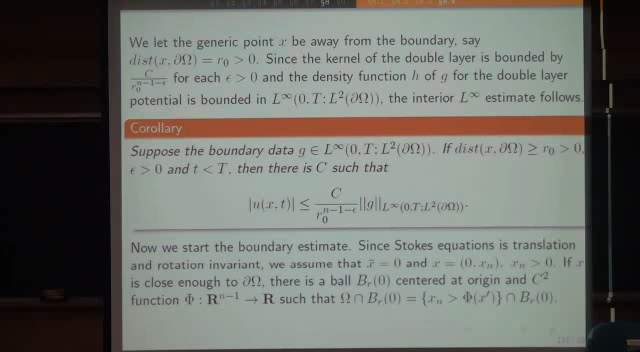 We let the generic point x be away from the boundary, say
dist(x, ∂Ω) = r₀ > 0. Since the kernel of the double layer is bounded by
C/r₀^{n−1−ϵ} for each ϵ > 0 and the density function h of g for the double layer
potential is bounded in L^∞(0, T; L²(∂Ω)), the interior L^∞ estimate follows.
Corollary
Suppose the boundary data g ∈ L^∞(0, T; L²(∂Ω)). If dist(x, ∂Ω) ≥ r₀ > 0,
ϵ > 0 and t < T, then there is C such that
|u(x, t)| ≤ C/r₀^{n−1−ϵ} ||g||_{L^∞(0,T;L²(∂Ω))}.
Now we start the boundary estimate. Since Stokes equations is translation
and rotation invariant, we assume that x̄ = 0 and x = (0, xₙ), xₙ > 0. If x
is close enough to ∂Ω, there is a ball B_r(0) centered at origin and C²
function Φ : R^{n−1} → R such that Ω ∩ B_r(0) = {xₙ > Φ(x′)} ∩ B_r(0).